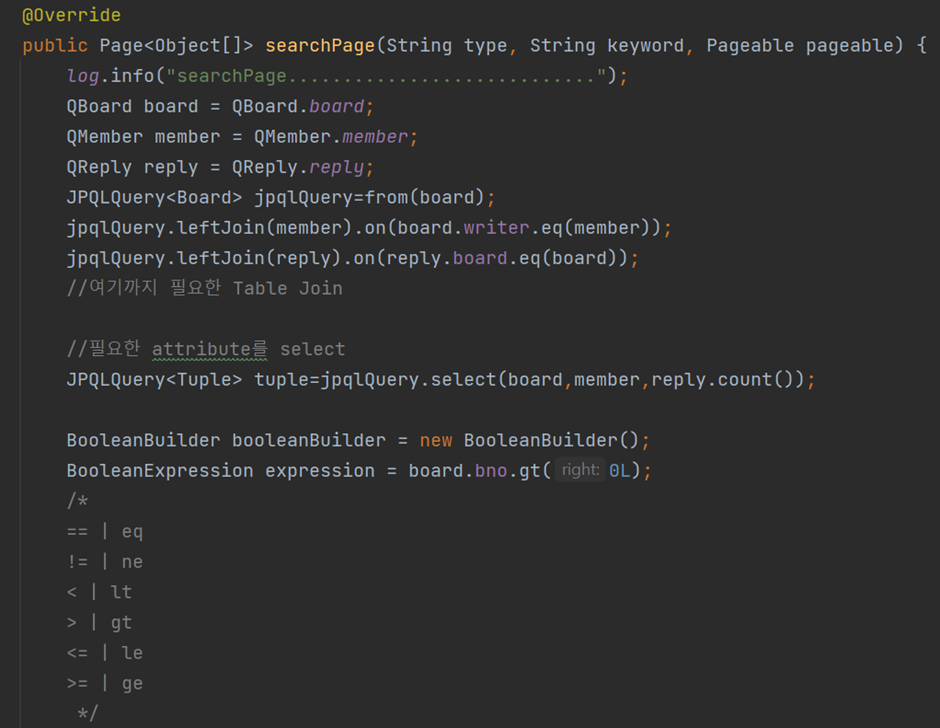 @Override
public Page<Object[]> searchPage(String type, String keyword, Pageable pageable) {
log.info("searchPage............................");
QBoard board = QBoard.board;
QMember member = QMember.member;
QReply reply = QReply.reply;
JPQLQuery<Board> jpqlQuery=from(board);
jpqlQuery.leftJoin(member).on(board.writer.eq(member));
jpqlQuery.leftJoin(reply).on(reply.board.eq(board));
//여기까지 필요한 Table Join
//필요한 attribute를 select
JPQLQuery<Tuple> tuple=jpqlQuery.select(board,member,reply.count());
BooleanBuilder booleanBuilder = new BooleanBuilder();
BooleanExpression expression = board.bno.gt( right: 0L);
/*
== | eq
!= | ne
< | lt
> | gt
<= | le
>= | ge
*/